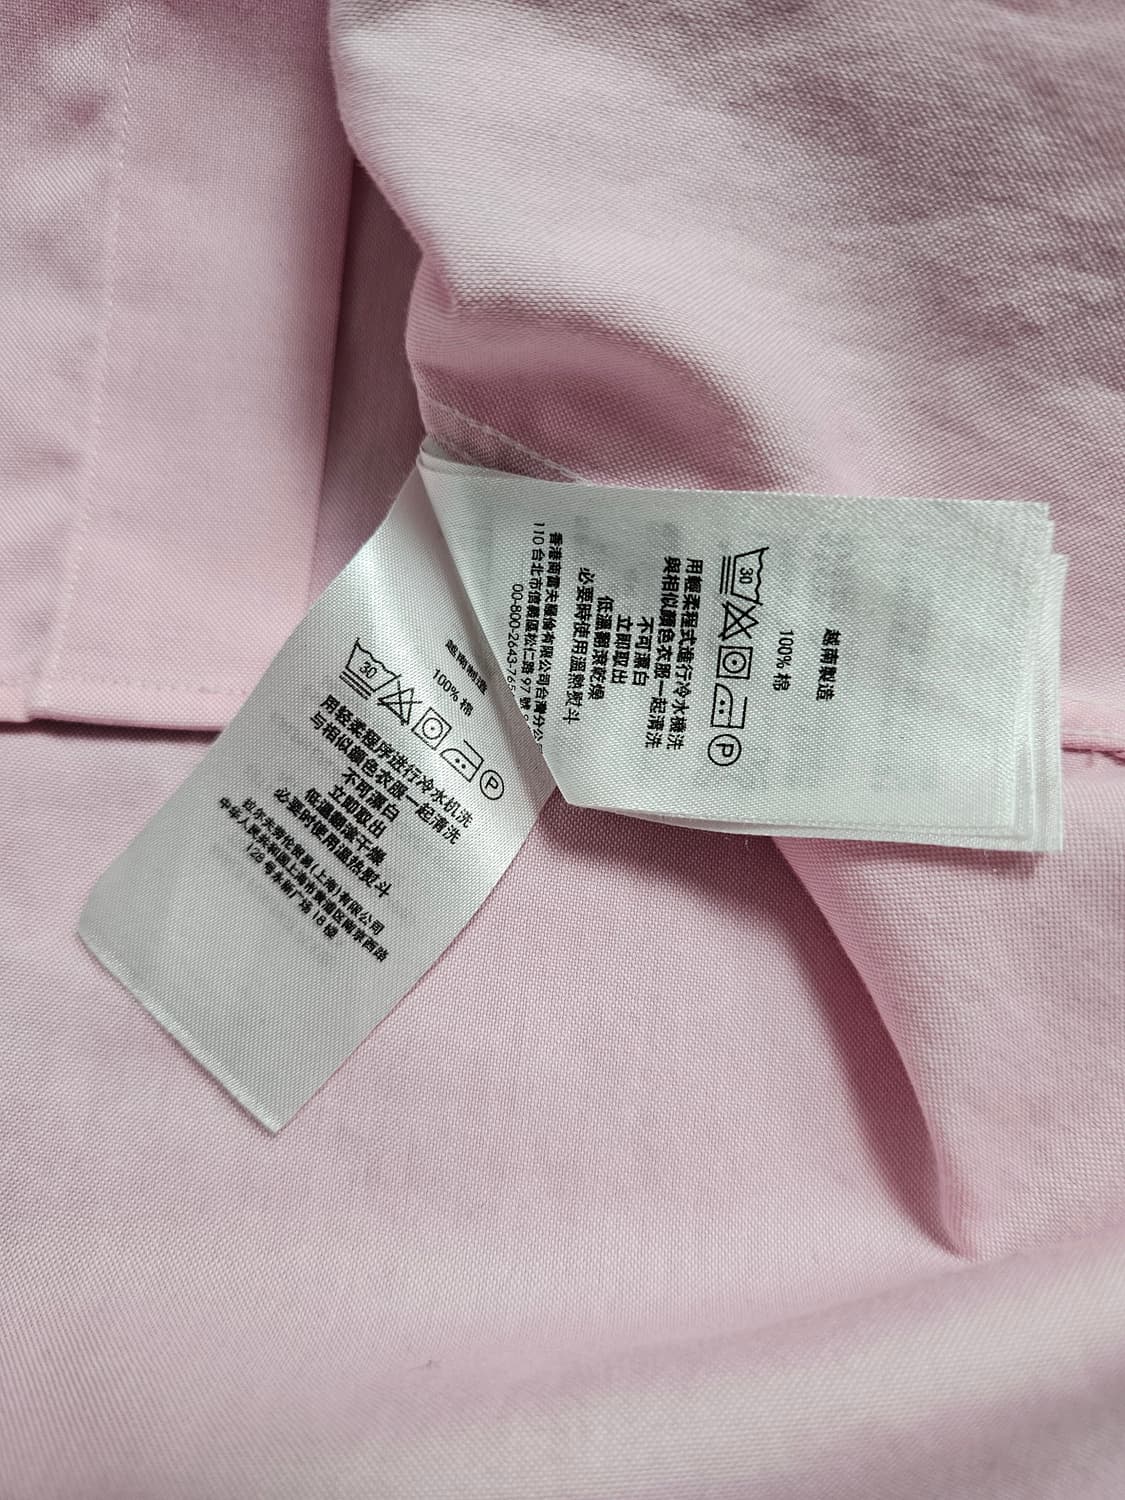 越南制造
100% 棉
30
P
用轻柔程序进行冷水机洗
与相似颜色衣服一起清洗
不可漂白
立即取出
低温翻滚干燥
必要时使用温热熨斗
拉尔夫劳伦贸易(上海)有限公司
中华人民共和国上海市黄浦区南京西路
128 号永新广场 18 楼
越南製造
100% 棉
30
P
用輕柔程式進行冷水機洗
與相似顏色衣服一起清洗
不可漂白
立即取出
低溫翻滾乾燥
必要時使用溫熱熨斗
香港商雷夫羅倫有限公司台灣分公
110 台北市信義區松仁路 97 號
00-800-2643-765